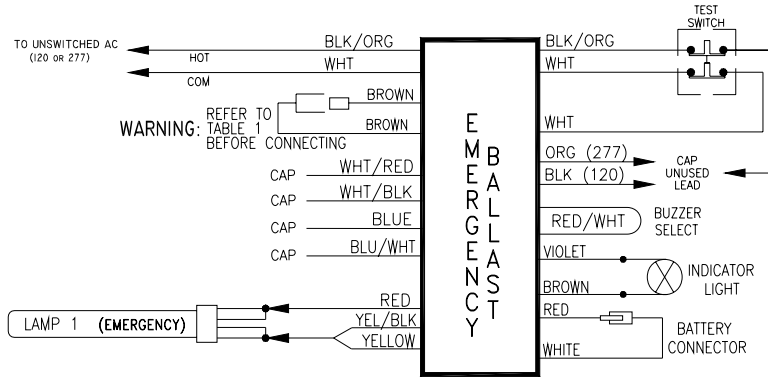 TO UNSWITCHED AC
(120 OR 277)
HOT
COM
BLK/ORG
WHT
BROWN
BROWN
WARNING: REFER TO
TABLE 1
BEFORE CONNECTING
CAP WHT/RED
CAP WHT/BLK
CAP BLUE
CAP BLU/WHT
RED
YEL/BLK
YELLOW
LAMP 1 (EMERGENCY)
EMERGENCY
BALLAST
TEST
SWITCH
BLK/ORG
WHT
WHT
ORG (277)
BLK (120)
CAP
UNUSED
LEAD
RED/WHT
BUZZER
SELECT
VIOLET
BROWN
INDICATOR
LIGHT
RED
WHITE
BATTERY
CONNECTOR